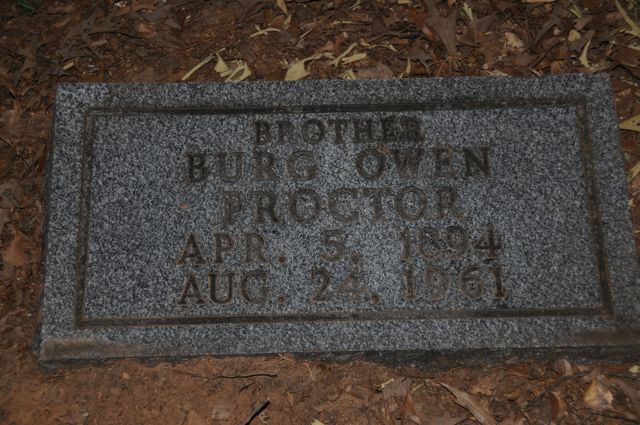 BROTHER
BURG OWEN
PROCTOR
APR. 5, 1894
AUG. 24, 1961